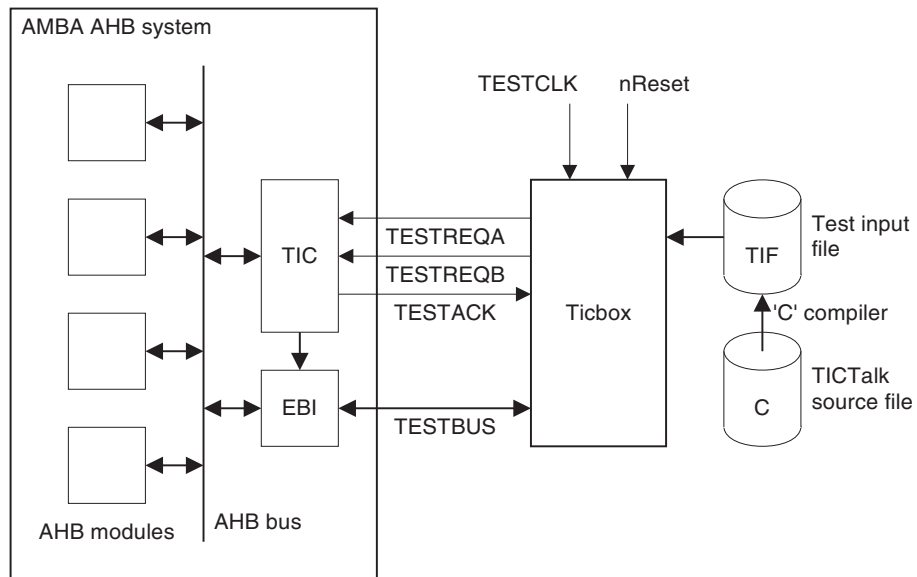 AMBA AHB system
TESTCLK
nReset
TESTREQA
TESTREQB
TESTACK
TIC
Ticbox
TIF
Test input
file
'C' compiler
EBI
TESTBUS
C
TICTalk
source file
AHB modules
AHB bus